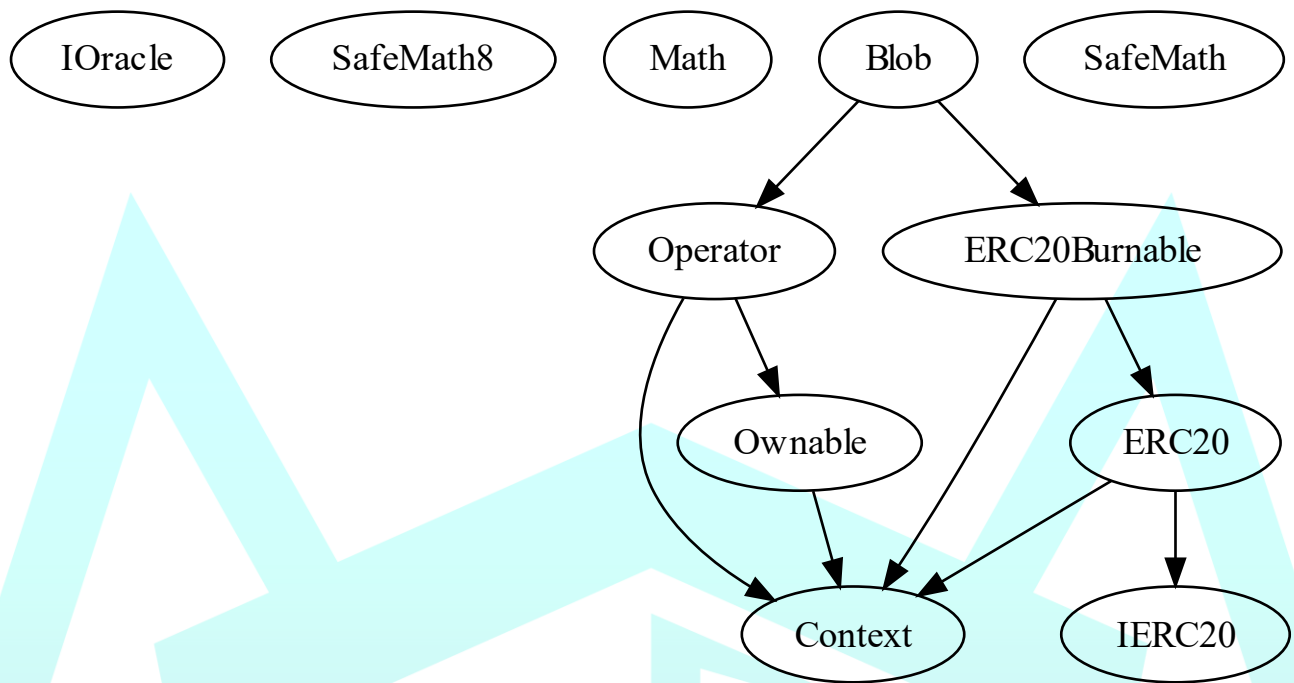 IOracle
SafeMath8
Math
Blob
SafeMath
Operator
ERC20Burnable
Ownable
ERC20
Context
IERC20